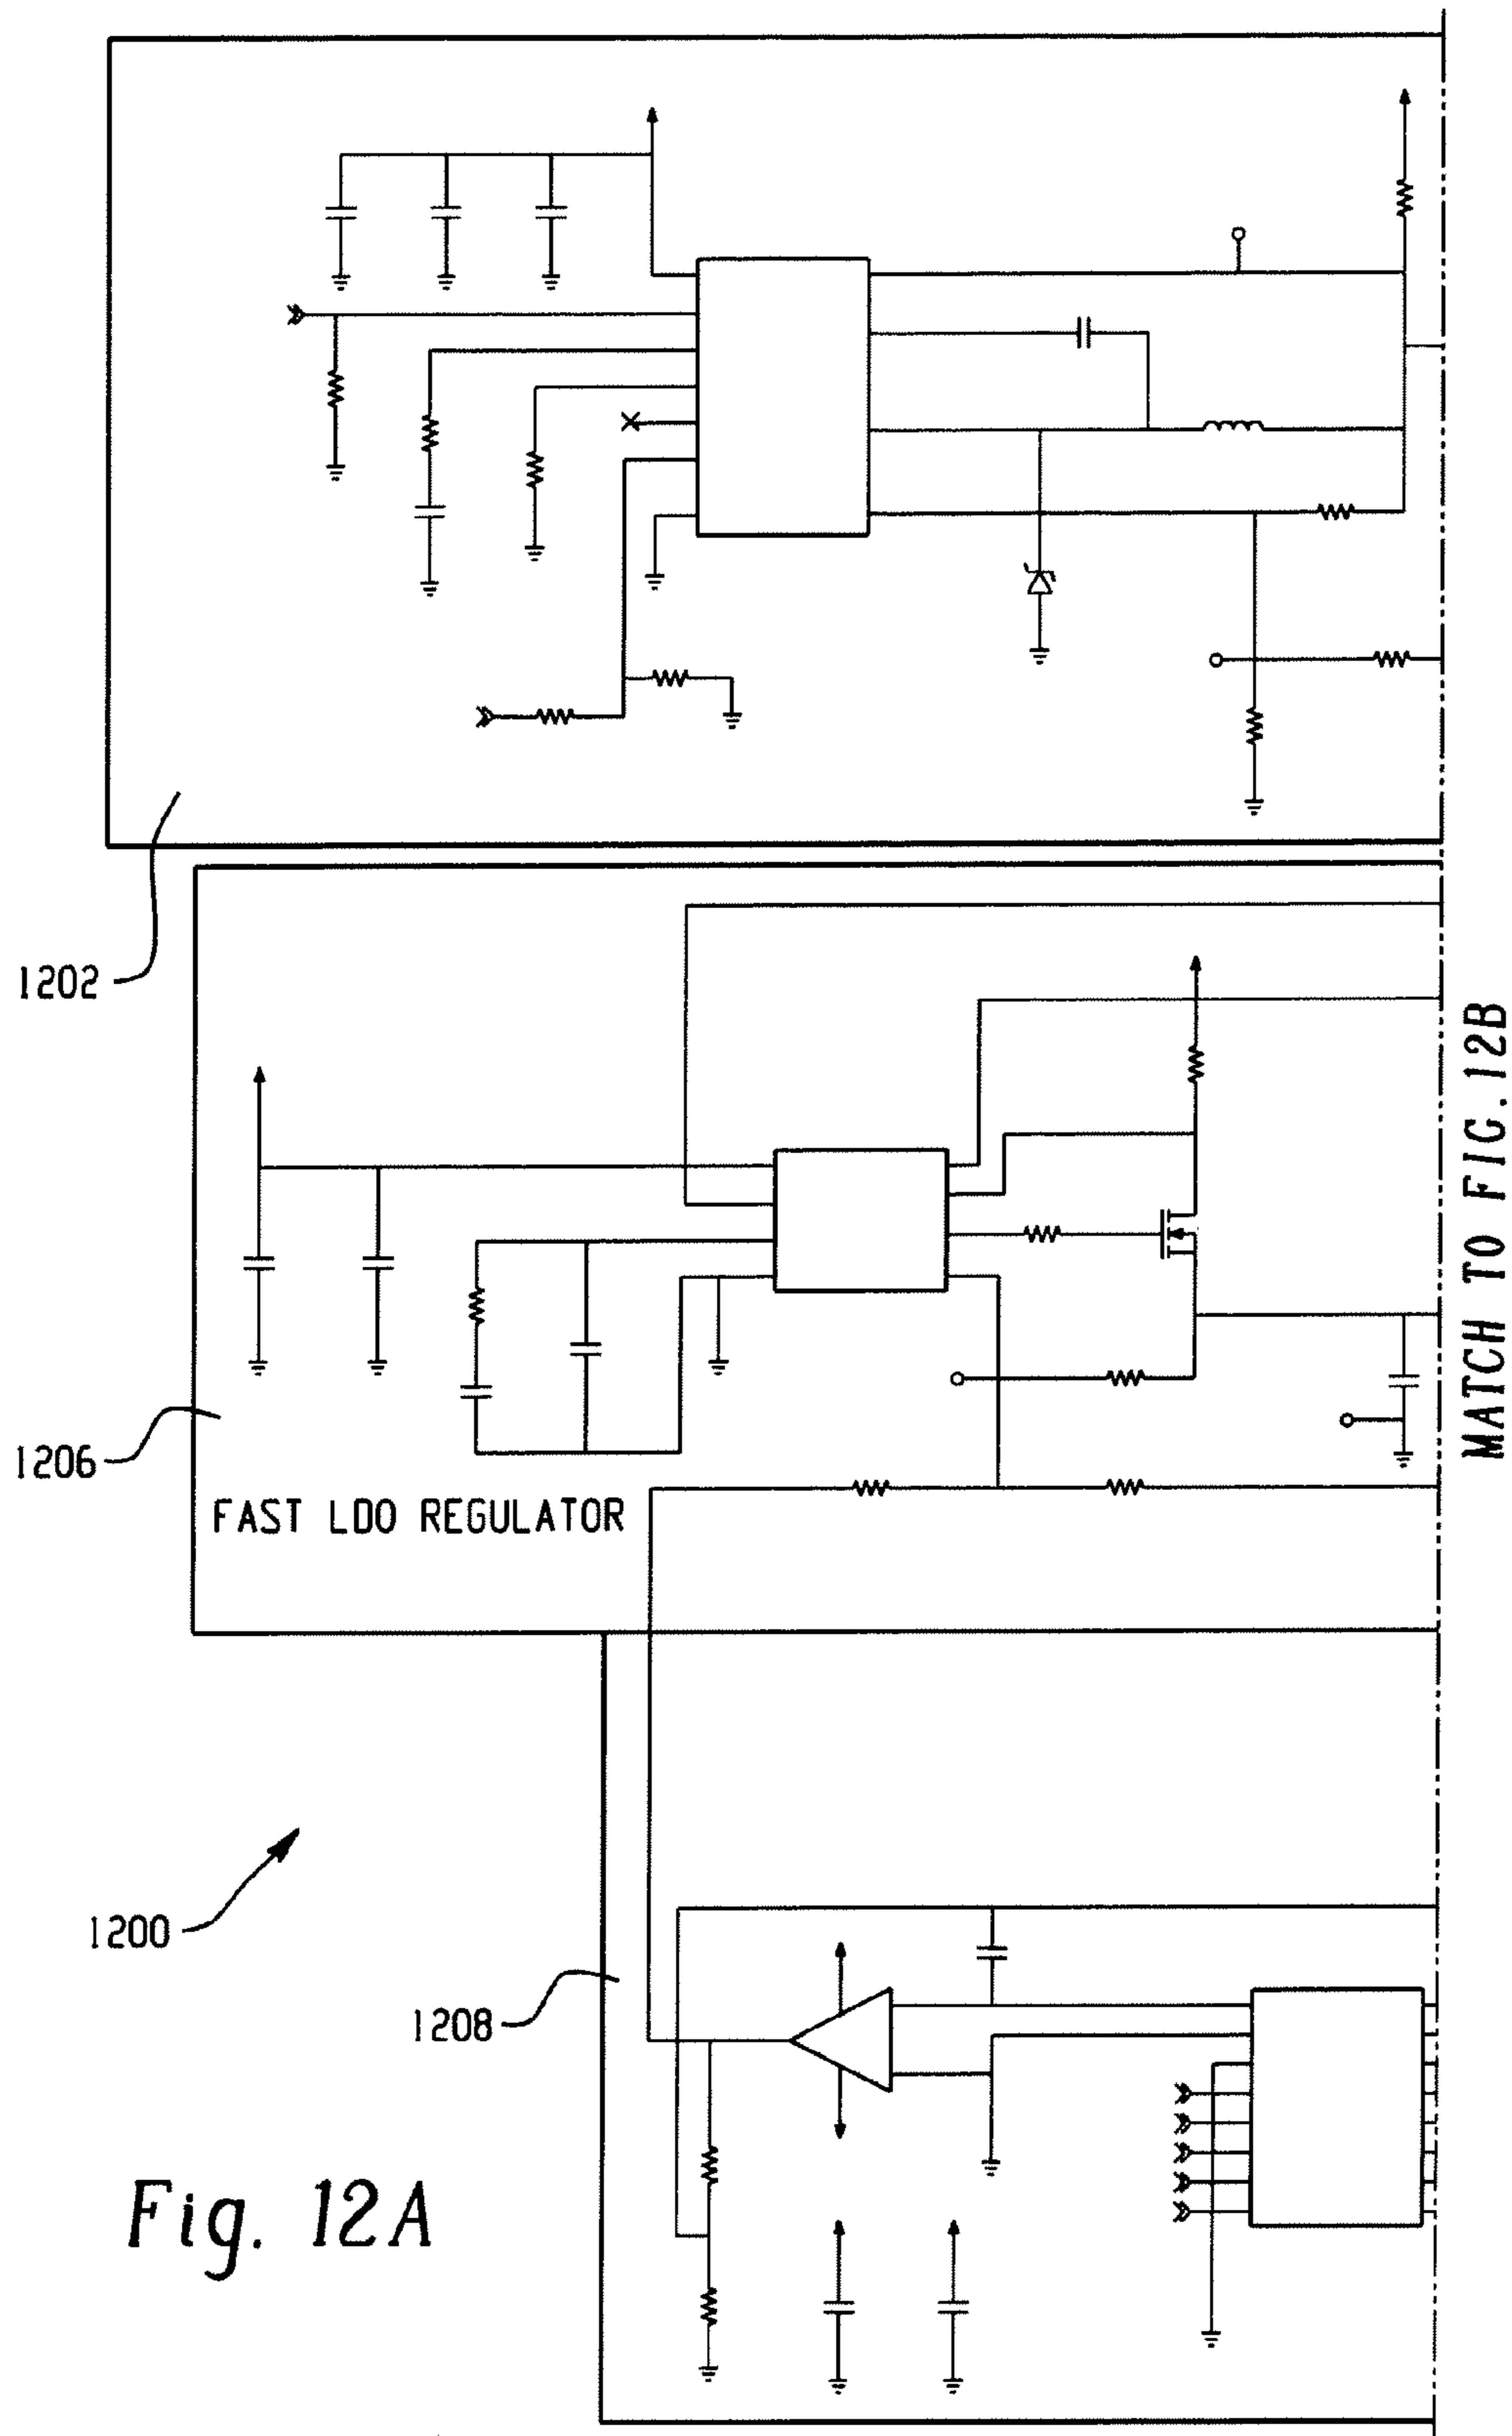 1202
1206
FAST LDO REGULATOR
MATCH TO FIG. 12B
1200
1208
Fig. 12A